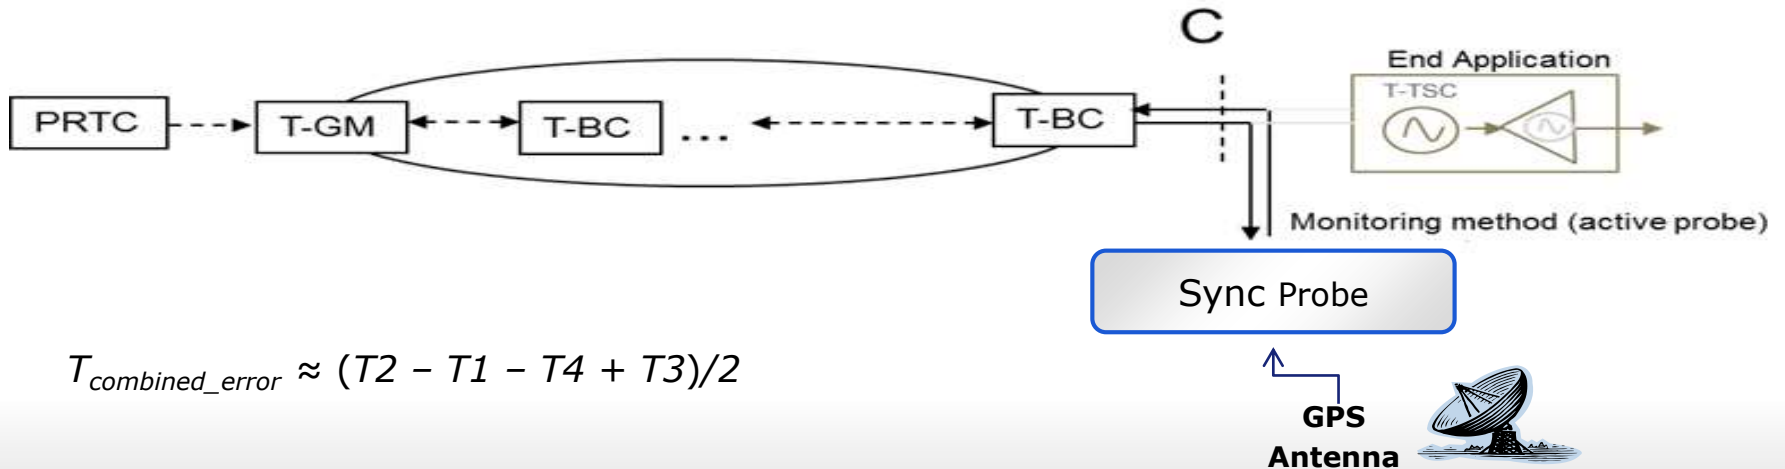 C
End Application
T-TSC
PRTC
T-GM
T-BC
...
T-BC
Monitoring method (active probe)
Sync Probe
T combined_error ≈ (T2 – T1 – T4 + T3)/2
GPS
Antenna